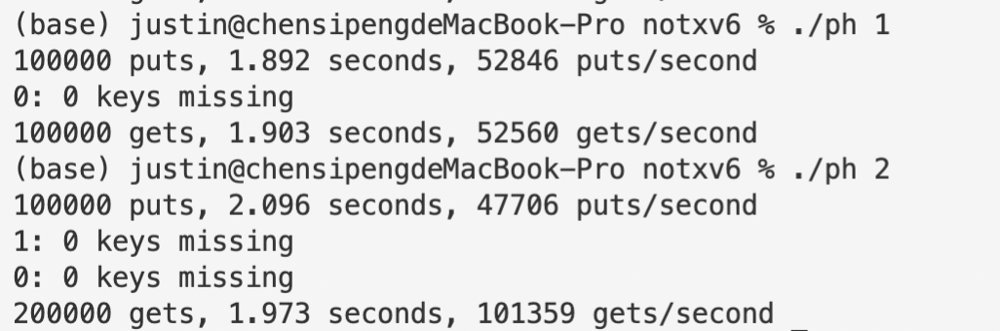 (base) justin@chensipengdeMacBook-Pro notxv6 % ./ph 1
100000 puts, 1.892 seconds, 52846 puts/second
0: 0 keys missing
100000 gets, 1.903 seconds, 52560 gets/second
(base) justin@chensipengdeMacBook-Pro notxv6 % ./ph 2
100000 puts, 2.096 seconds, 47706 puts/second
1: 0 keys missing
0: 0 keys missing
200000 gets, 1.973 seconds, 101359 gets/second